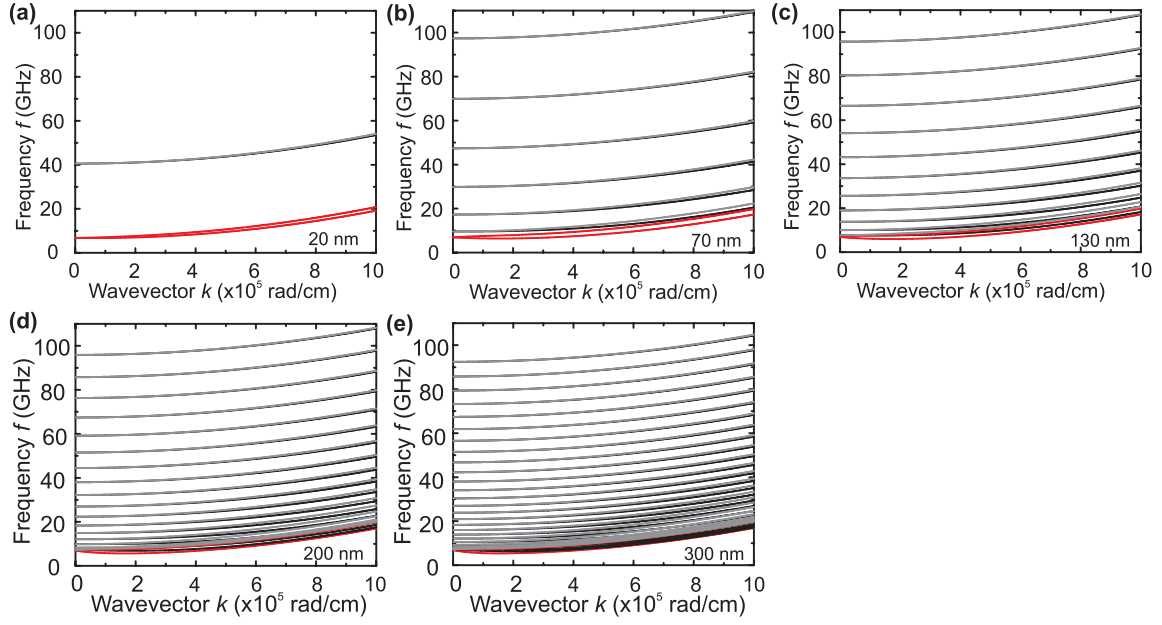 (a)
100
80
60
40
20
0
Frequency f (GHz)
20 nm
0 2 4 6 8 10
Wavevector k (x10⁵ rad/cm)
(b)
100
80
60
40
20
0
Frequency f (GHz)
70 nm
0 2 4 6 8 10
Wavevector k (x10⁵ rad/cm)
(c)
100
80
60
40
20
0
Frequency f (GHz)
130 nm
0 2 4 6 8 10
Wavevector k (x10⁵ rad/cm)
(d)
100
80
60
40
20
0
Frequency f (GHz)
200 nm
0 2 4 6 8 10
Wavevector k (x10⁵ rad/cm)
(e)
100
80
60
40
20
0
Frequency f (GHz)
300 nm
0 2 4 6 8 10
Wavevector k (x10⁵ rad/cm)